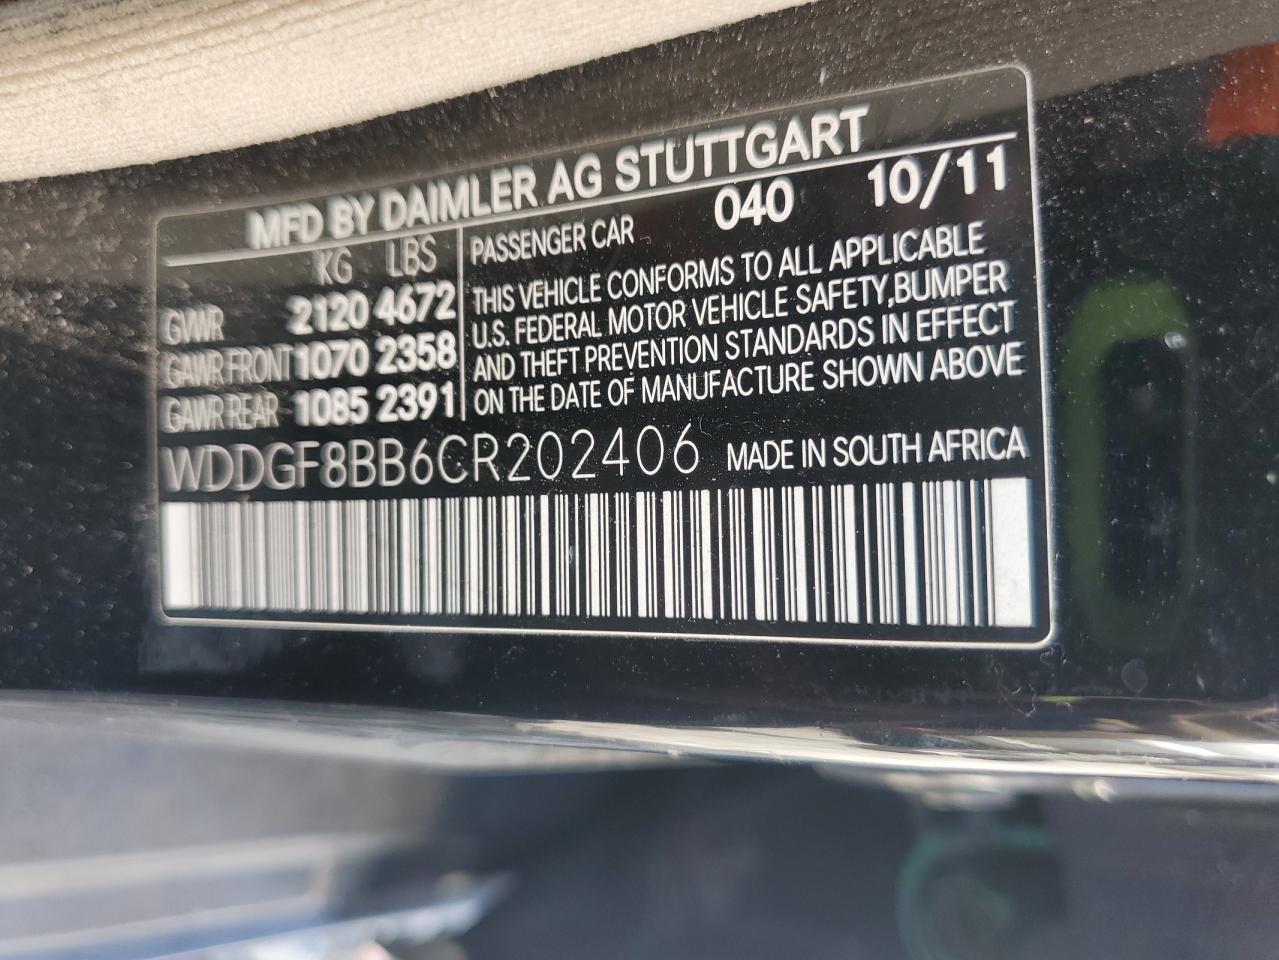 MFD BY DAIMLER AG STUTTGART
KG LBS
GVWR 2120 4672
GAWR FRONT 1070 2358
GAWR REAR 1085 2391
PASSENGER CAR 040 10/11
THIS VEHICLE CONFORMS TO ALL APPLICABLE
U.S. FEDERAL MOTOR VEHICLE SAFETY,BUMPER
AND THEFT PREVENTION STANDARDS IN EFFECT
ON THE DATE OF MANUFACTURE SHOWN ABOVE
WDDGF8BB6CR202406 MADE IN SOUTH AFRICA